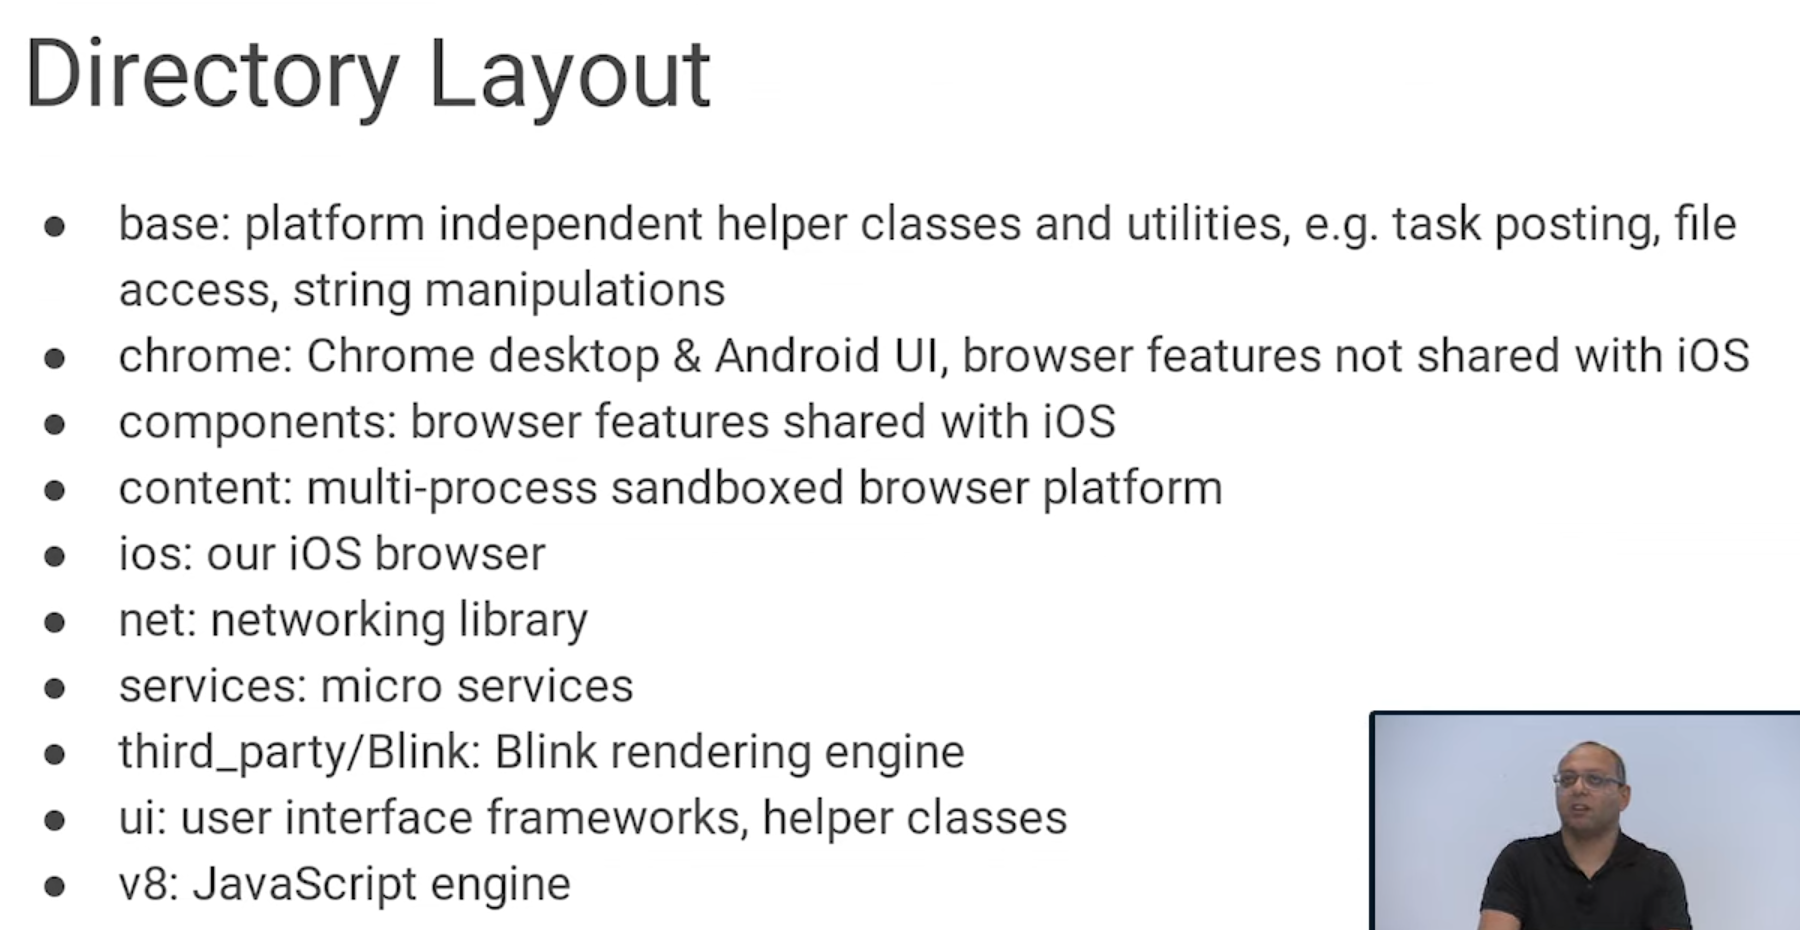 Directory Layout
● base: platform independent helper classes and utilities, e.g. task posting, file
access, string manipulations
● chrome: Chrome desktop & Android UI, browser features not shared with iOS
● components: browser features shared with iOS
● content: multi-process sandboxed browser platform
● ios: our iOS browser
● net: networking library
● services: micro services
● third_party/Blink: Blink rendering engine
● ui: user interface frameworks, helper classes
● v8: JavaScript engine